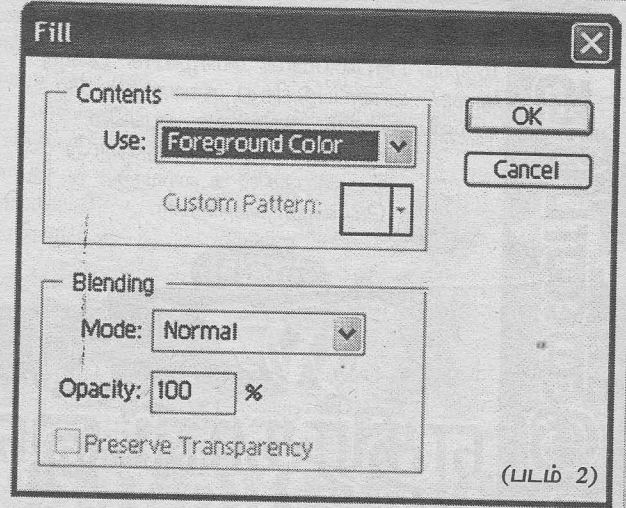 Fill
Contents
OK
Use: Foreground Color
Cancel
Custom Pattern:
Blending
Mode: Normal
Opacity: 100 %
Preserve Transparency
(படம் 2)